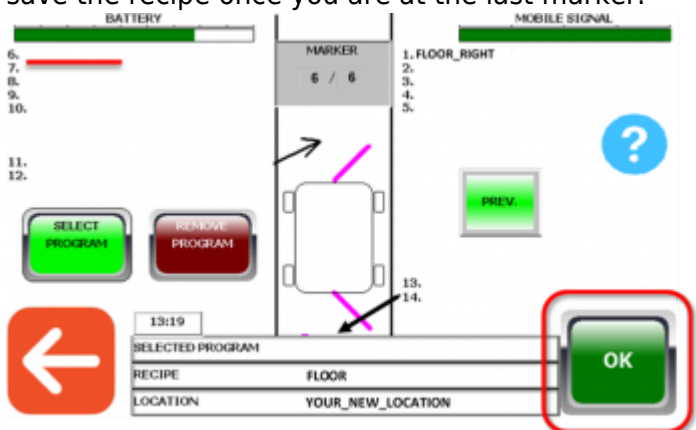 save the recipe once you are at the last marker.
BATTERY
MOBILE SIGNAL
MARKER
6 / 6
6.
7.
8.
9.
10.
11.
12.
1. FLOOR_RIGHT
2.
3.
4.
5.
?
SELECT PROGRAM
REMOVE PROGRAM
PREV.
13.
14.
13:19
SELECTED PROGRAM
RECIPE FLOOR
LOCATION YOUR_NEW_LOCATION
OK